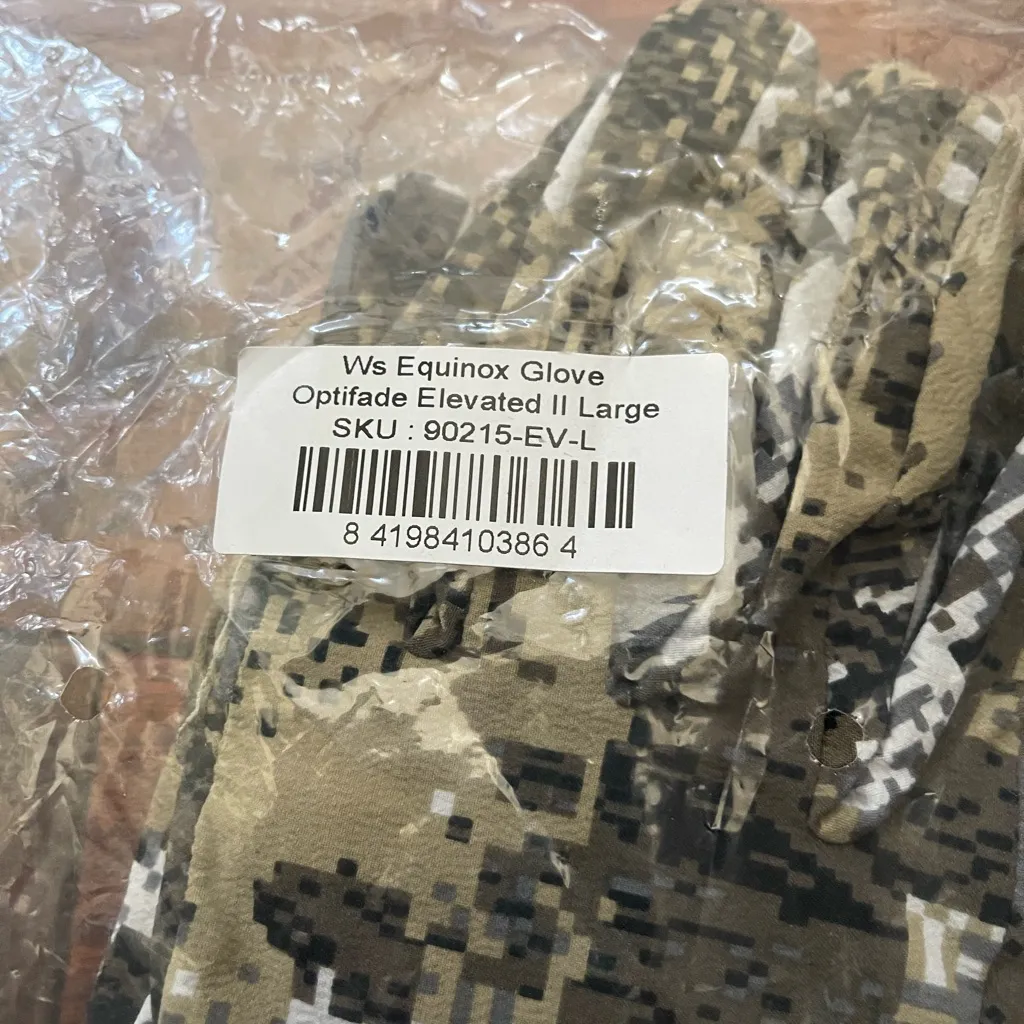 Ws Equinox Glove
Optifade Elevated II Large
SKU : 90215-EV-L
8 4198410386 4